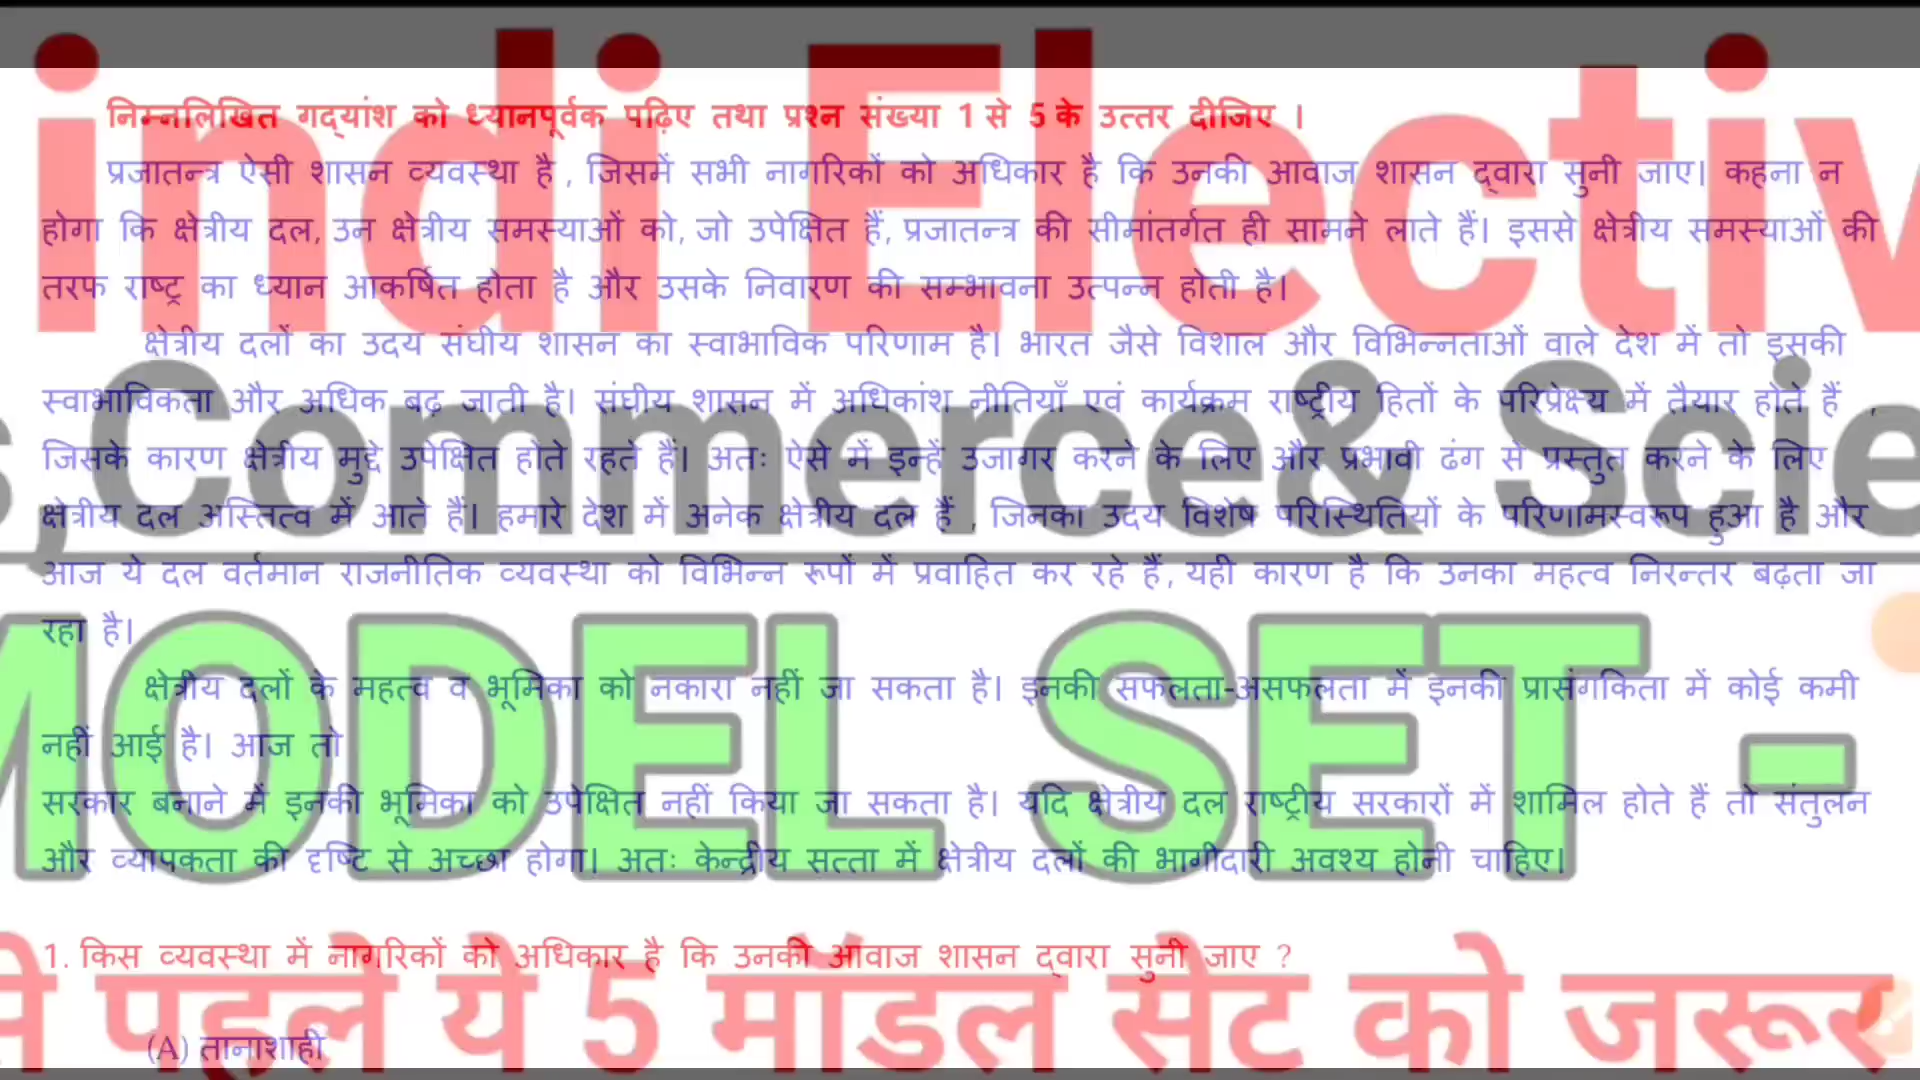 indi Electiv
निम्नलिखित गद्यांश को ध्यानपूर्वक पढ़िए तथा प्रश्न संख्या 1 से 5 के उत्तर दीजिए ।
प्रजातन्त्र ऐसी शासन व्यवस्था है , जिसमें सभी नागरिकों को अधिकार है कि उनकी आवाज शासन द्वारा सुनी जाए। कहना न
होगा कि क्षेत्रीय दल, उन क्षेत्रीय समस्याओं को, जो उपेक्षित हैं, प्रजातन्त्र की सीमांतर्गत ही सामने लाते हैं। इससे क्षेत्रीय समस्याओं की
तरफ राष्ट्र का ध्यान आकर्षित होता है और उसके निवारण की सम्भावना उत्पन्न होती है।
क्षेत्रीय दलों का उदय संघीय शासन का स्वाभाविक परिणाम है। भारत जैसे विशाल और विभिन्नताओं वाले देश में तो इसकी
स्वाभाविकता और अधिक बढ़ जाती है। संघीय शासन में अधिकांश नीतियाँ एवं कार्यक्रम राष्ट्रीय हितों के परिप्रेक्ष्य में तैयार होते हैं ,
s ,Commerce& Scie
जिसके कारण क्षेत्रीय मुद्दे उपेक्षित होते रहते हैं। अतः ऐसे में इन्हें उजागर करने के लिए और प्रभावी ढंग से प्रस्तुत करने के लिए
क्षेत्रीय दल अस्तित्व में आते हैं। हमारे देश में अनेक क्षेत्रीय दल हैं , जिनका उदय विशेष परिस्थितियों के परिणामस्वरूप हुआ है और
आज ये दल वर्तमान राजनीतिक व्यवस्था को विभिन्न रूपों में प्रवाहित कर रहे हैं, यही कारण है कि उनका महत्व निरन्तर बढ़ता जा
रहा है।
क्षेत्रीय दलों के महत्व व भूमिका को नकारा नहीं जा सकता है। इनकी सफलता-असफलता में इनकी प्रासंगकिता में कोई कमी
नहीं आई है। आज तो
MODEL SET -
सरकार बनाने में इनकी भूमिका को उपेक्षित नहीं किया जा सकता है। यदि क्षेत्रीय दल राष्ट्रीय सरकारों में शामिल होते हैं तो संतुलन
और व्यापकता की दृष्टि से अच्छा होगा। अतः केन्द्रीय सत्ता में क्षेत्रीय दलों की भागीदारी अवश्य होनी चाहिए।
1. किस व्यवस्था में नागरिकों को अधिकार है कि उनकी आवाज शासन द्वारा सुनी जाए ?
से पहले ये 5 मॉडल सेट को जरूर
(A) तानाशाही